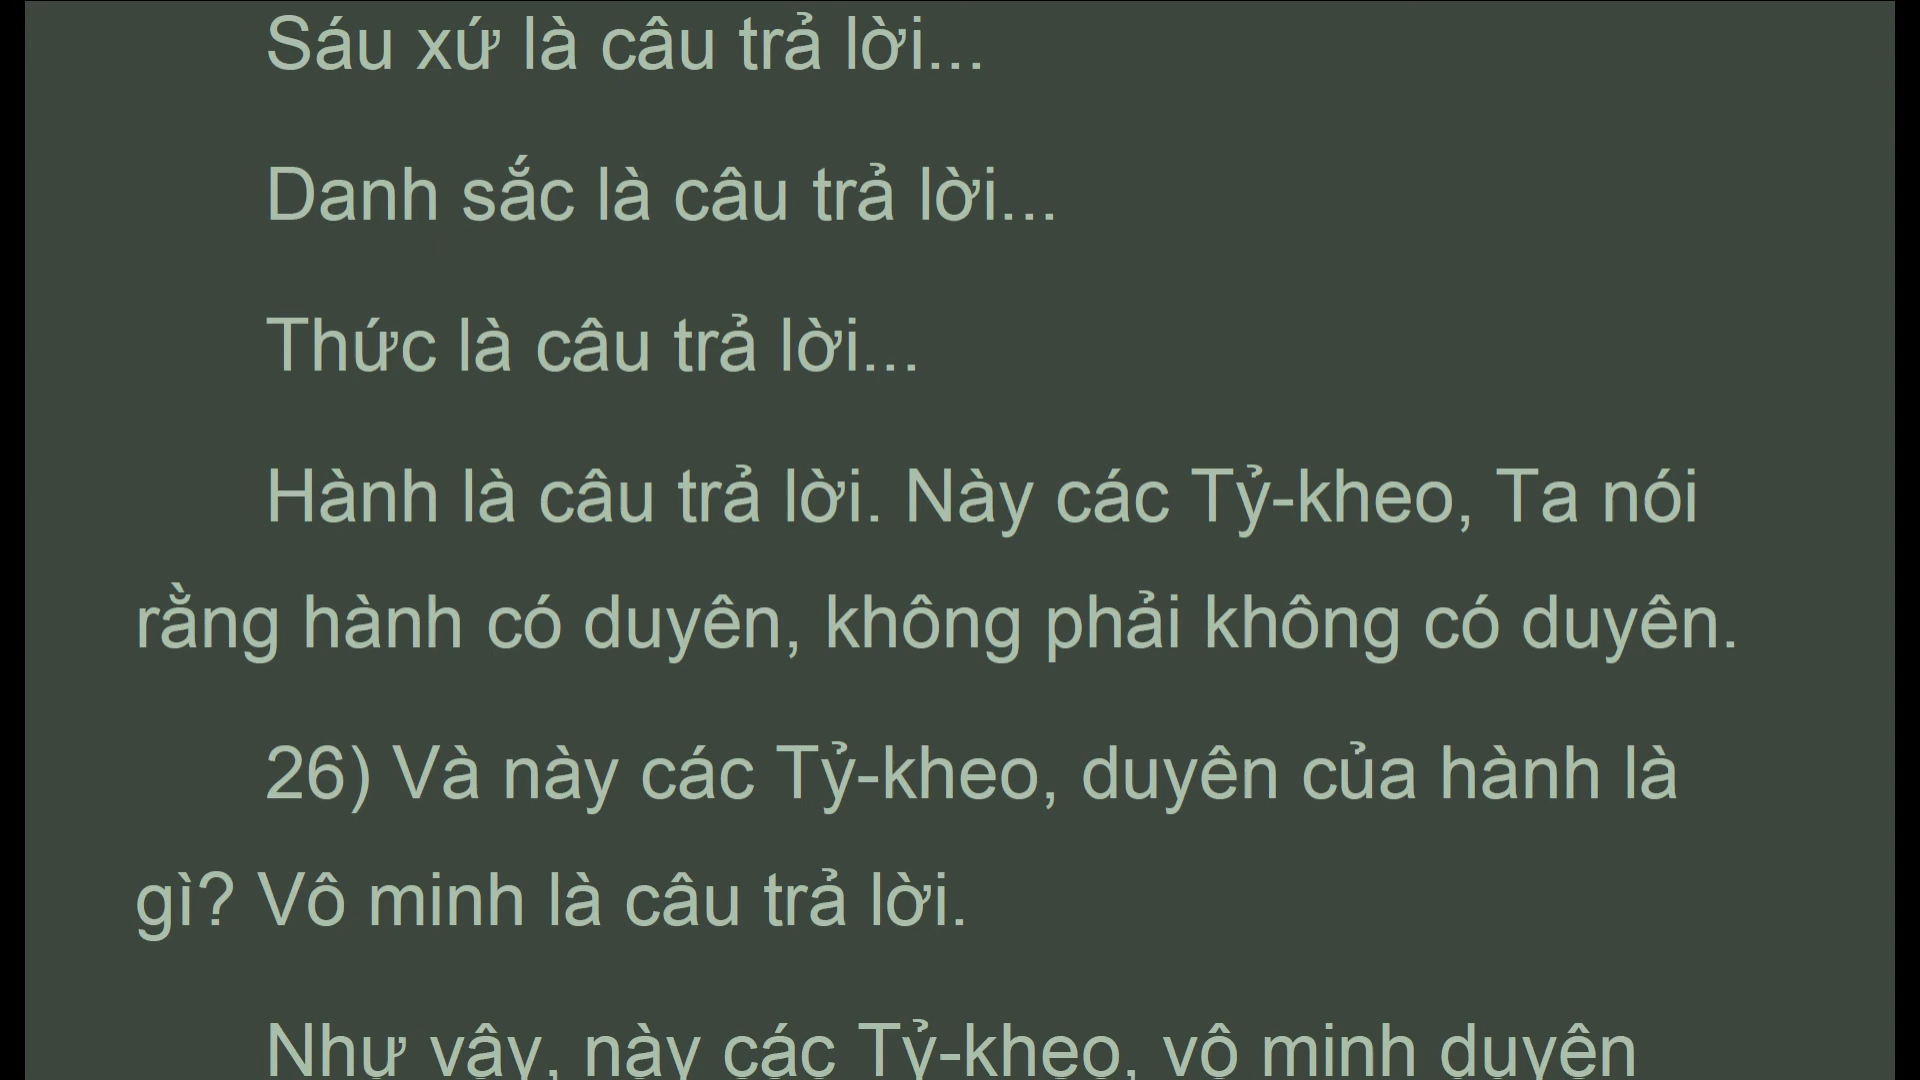 Sáu xứ là câu trả lời...
Danh sắc là câu trả lời...
Thức là câu trả lời...
Hành là câu trả lời. Này các Tỷ-kheo, Ta nói
rằng hành có duyên, không phải không có duyên.
26) Và này các Tỷ-kheo, duyên của hành là
gì? Vô minh là câu trả lời.
Như vậy, này các Tỷ-kheo, vô minh duyên